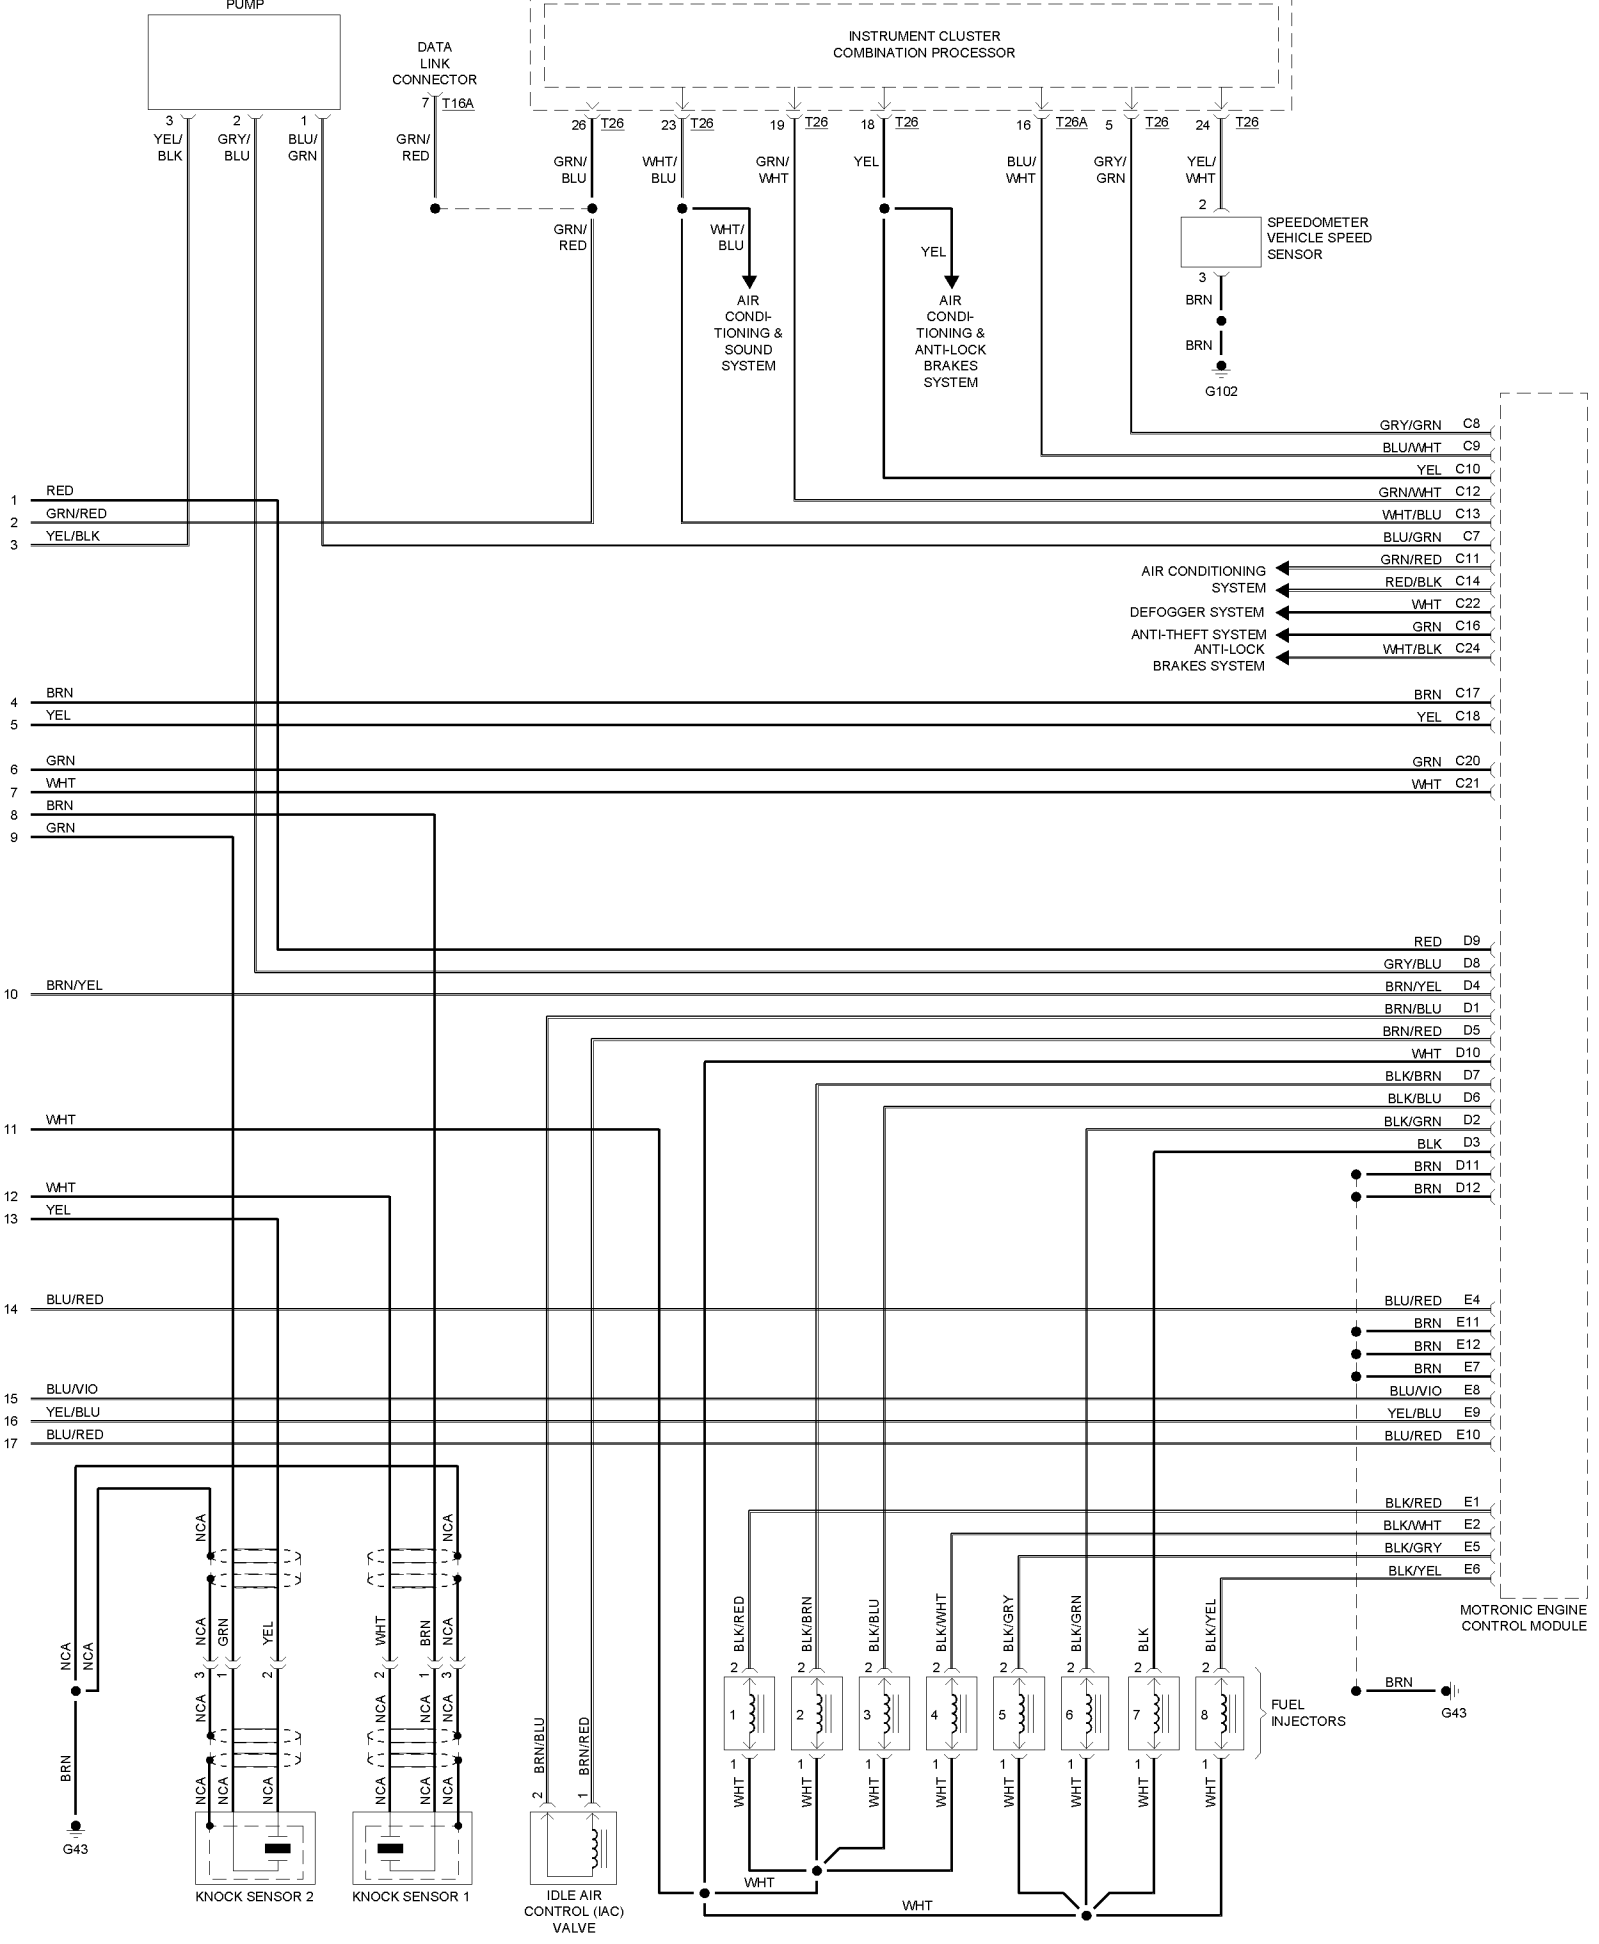 PUMP
INSTRUMENT CLUSTER
COMBINATION PROCESSOR
DATA
LINK
CONNECTOR
7 T16A
3 2 1
YEL/
BLK
GRY/
BLU
BLU/
GRN
GRN/
RED
26 T26
23 T26
19 T26
18 T26
16 T26A
5 T26
24 T26
GRN/
BLU
WHT/
BLU
GRN/
WHT
YEL
BLU/
WHT
GRY/
GRN
YEL/
WHT
2
SPEEDOMETER
VEHICLE SPEED
SENSOR
3
GRN/
RED
WHT/
BLU
YEL
BRN
BRN
G102
AIR
CONDI-
TIONING &
SOUND
SYSTEM
AIR
CONDI-
TIONING &
ANTI-LOCK
BRAKES
SYSTEM
GRY/GRN C8
BLU/WHT C9
YEL C10
1 RED
GRN/WHT C12
2 GRN/RED
WHT/BLU C13
3 YEL/BLK
BLU/GRN C7
GRN/RED C11
AIR CONDITIONING
SYSTEM
RED/BLK C14
DEFOGGER SYSTEM
WHT C22
ANTI-THEFT SYSTEM
GRN C16
ANTI-LOCK
BRAKES SYSTEM
WHT/BLK C24
4 BRN
BRN C17
5 YEL
YEL C18
6 GRN
GRN C20
7 WHT
WHT C21
8 BRN
9 GRN
RED D9
GRY/BLU D8
10 BRN/YEL
BRN/YEL D4
BRN/BLU D1
BRN/RED D5
WHT D10
BLK/BRN D7
BLK/BLU D6
11 WHT
BLK/GRN D2
BLK D3
BRN D11
12 WHT
BRN D12
13 YEL
14 BLU/RED
BLU/RED E4
BRN E11
BRN E12
BRN E7
15 BLU/VIO
BLU/VIO E8
16 YEL/BLU
YEL/BLU E9
17 BLU/RED
BLU/RED E10
BLK/RED E1
BLK/WHT E2
BLK/GRY E5
BLK/YEL E6
MOTRONIC ENGINE
CONTROL MODULE
NCA NCA
NCA NCA
NCA GRN YEL WHT BRN NCA
3 1 2 2 1 3
NCA NCA NCA NCA
BRN
NCA NCA NCA NCA NCA NCA
G43
KNOCK SENSOR 2
KNOCK SENSOR 1
BRN/BLU BRN/RED
2 1
IDLE AIR
CONTROL (IAC)
VALVE
BLK/RED BLK/BRN BLK/BLU BLK/WHT BLK/GRY BLK/GRN BLK BLK/YEL
2 2 2 2 2 2 2 2
1 2 3 4 5 6 7 8
FUEL
INJECTORS
BRN
G43
1 1 1 1 1 1 1 1
WHT WHT WHT WHT WHT WHT WHT WHT
WHT
WHT